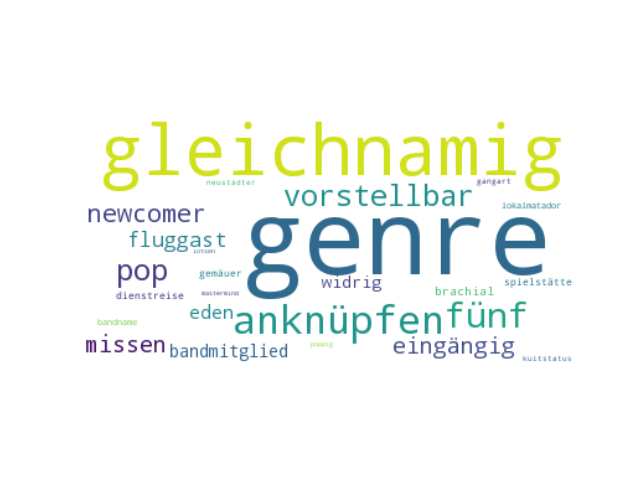 gleichnamig
neustädter gangart
vorstellbar
newcomer lokalmatador
genre
fluggast
lotsen
pop gemäuer widrig spielstätte
dienstreise mastermind brachial
eden anknüpfen fünf
bandname
missen bandmitglied poppig eingängig
kultstatus